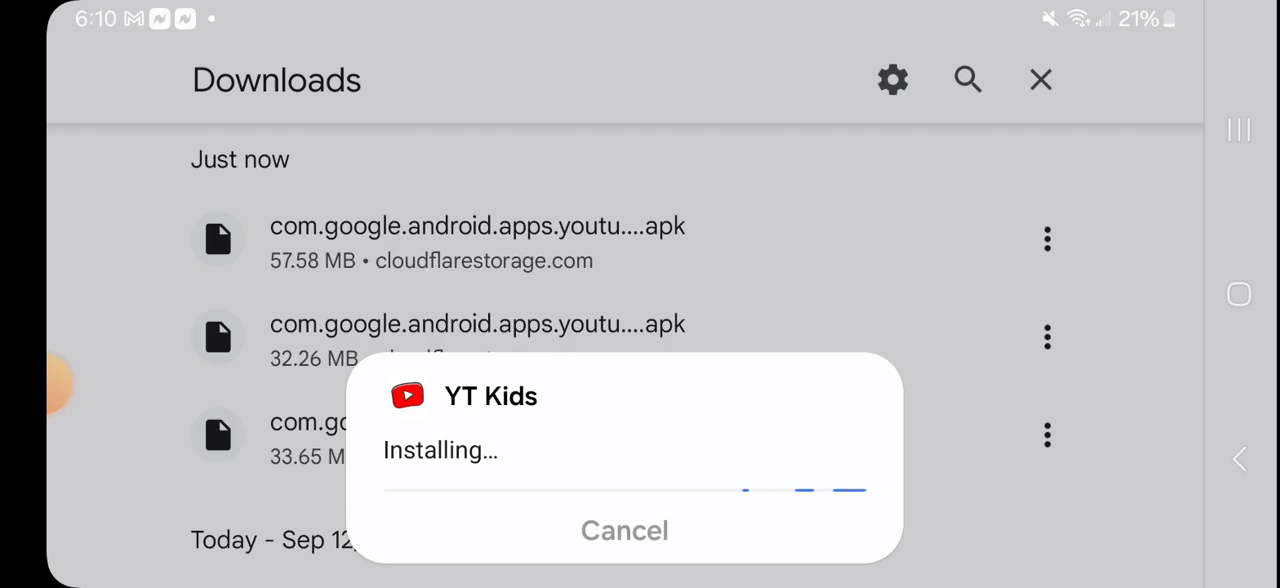 6:10
21%
Downloads
Just now
com.google.android.apps.youtu....apk
57.58 MB • cloudflarestorage.com
com.google.android.apps.youtu....apk
32.26 MB
com.go
33.65 M
YT Kids
Installing...
Cancel
Today - Sep 12,